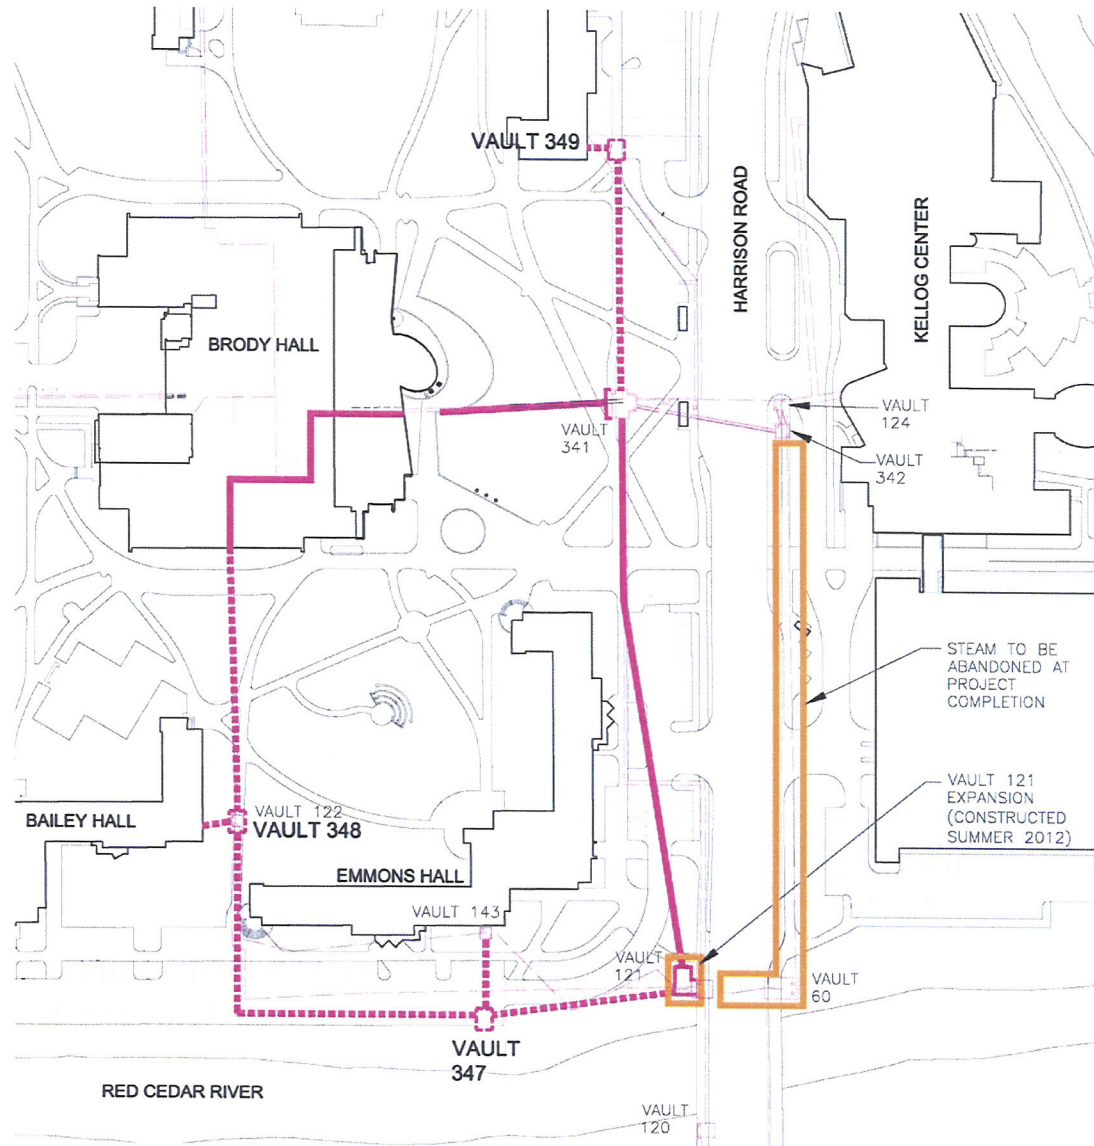 VAULT 349
HARRISON ROAD
KELLOG CENTER
BRODY HALL
VAULT
124
VAULT
341
VAULT
342
STEAM TO BE
ABANDONED AT
PROJECT
COMPLETION
VAULT 121
EXPANSION
(CONSTRUCTED
SUMMER 2012)
VAULT 122
VAULT 348
BAILEY HALL
EMMONS HALL
VAULT 143
VAULT
121
VAULT
60
VAULT
347
RED CEDAR RIVER
VAULT
120